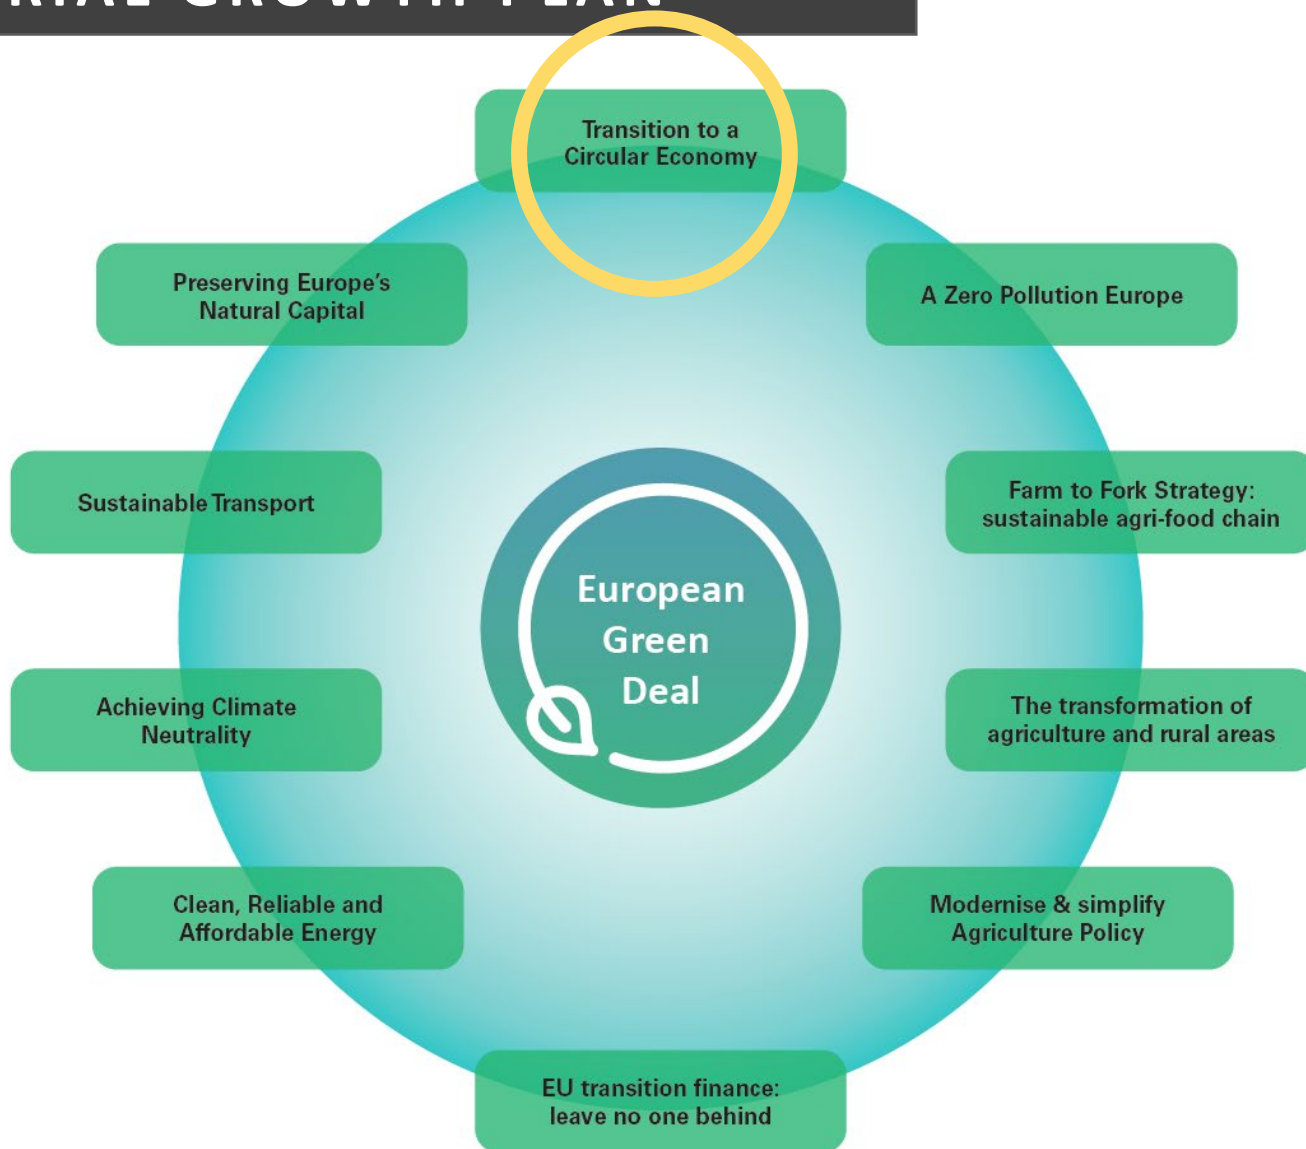 GROWTH PLAN
Transition to a
Circular Economy
Preserving Europe's
Natural Capital
A Zero Pollution Europe
Sustainable Transport
Farm to Fork Strategy:
sustainable agri-food chain
European
Green
Deal
Achieving Climate
Neutrality
The transformation of
agriculture and rural areas
Clean, Reliable and
Affordable Energy
Modernise & simplify
Agriculture Policy
EU transition finance:
leave no one behind